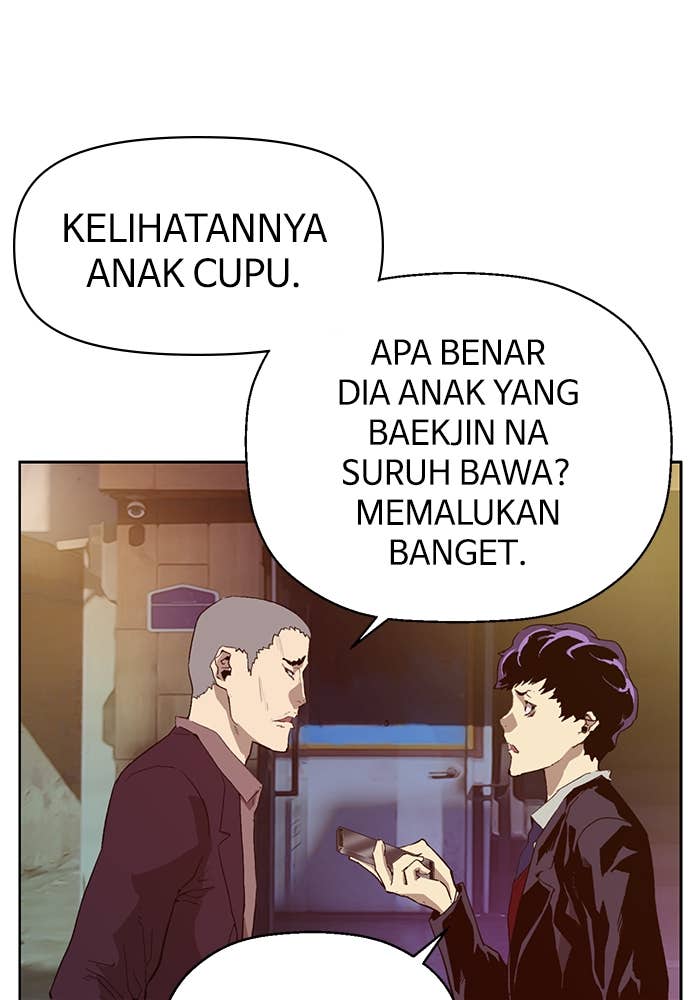 KELIHATANNYA
ANAK CUPU.
APA BENAR
DIA ANAK YANG
BAEKJIN NA
SURUH BAWA?
MEMALUKAN
BANGET.